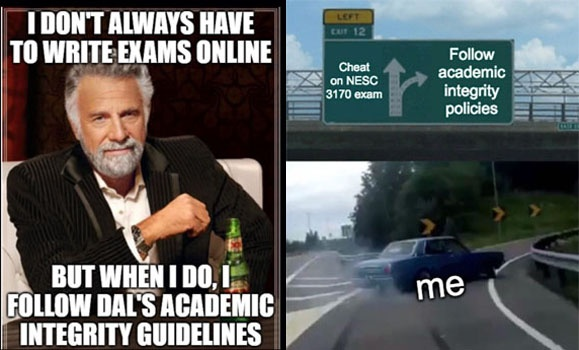 I DON'T ALWAYS HAVE
TO WRITE EXAMS ONLINE
BUT WHEN I DO, I
FOLLOW DAL'S ACADEMIC
INTEGRITY GUIDELINES
LEFT
EXIT 12
Cheat
on NESC
3170 exam
Follow
academic
integrity
policies
me